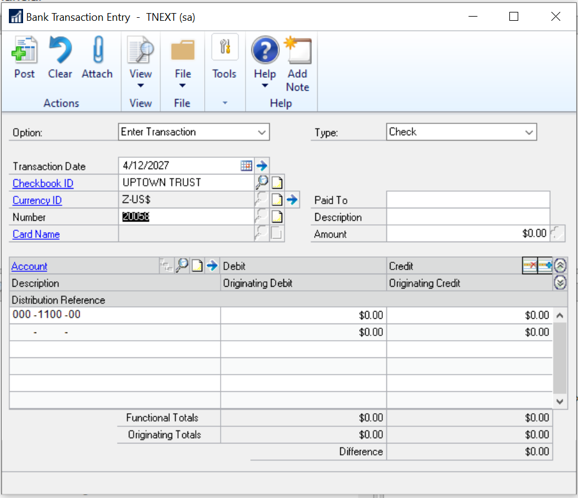 Bank Transaction Entry - TNEXT (sa)
Post Clear Attach View File Tools Help Add Note
Actions View File Help
Option: Enter Transaction Type: Check
Transaction Date 4/12/2027
Checkbook ID UPTOWN TRUST
Currency ID Z-US$ Paid To
Number 20058 Description
Card Name Amount $0.00
Account Debit Credit
Description Originating Debit Originating Credit
Distribution Reference
000 -1100 -00 $0.00 $0.00
- - $0.00 $0.00
Functional Totals $0.00 $0.00
Originating Totals $0.00 $0.00
Difference $0.00